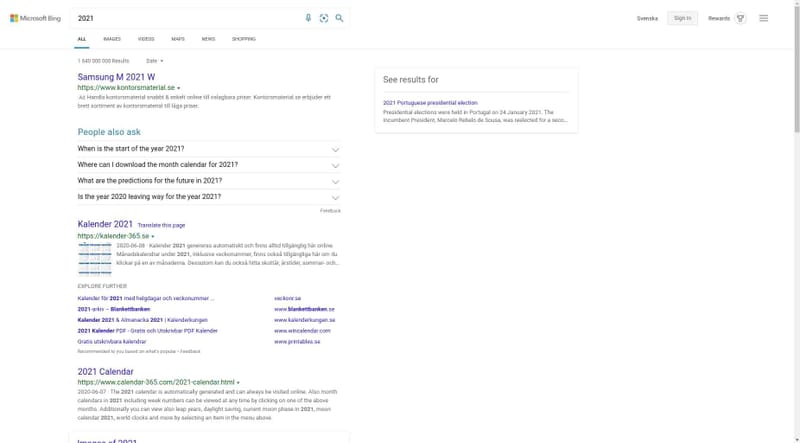 Microsoft Bing
2021
Svenska
Sign in
Rewards
ALL
IMAGES
VIDEOS
MAPS
NEWS
SHOPPING
1 640 000 000 Results
Date
Samsung M 2021 W
https://www.kontorsmaterial.se
Ad Handla kontorsmaterial snabbt & enkelt online till valegbara priser. Kontorsmaterial.se erbjuder ett
brett sortiment av kontorsmaterial till låga priser.
People also ask
When is the start of the year 2021?
Where can I download the month calendar for 2021?
What are the predictions for the future in 2021?
Is the year 2020 leaving way for the year 2021?
Feedback
See results for
2021 Portuguese presidential election
Presidential elections were held in Portugal on 24 January 2021. The
incumbent President, Marcelo Rebelo de Sousa, was reelected for a seco...
Kalender 2021 Translate this page
https://kalender-365.se
2020-06-08 · Kalender 2021 genereras automatiskt och finns alltid tillgänglig här online.
Månadskalendrar under 2021, inklusive veckonummer, finns också tillgängliga här om du
klickar på en av månaderna. Dessutom kan du också hitta skottår, årstider, sommar- och...
EXPLORE FURTHER
Kalender för 2021 med helgdagar och veckonummer ...
veckonr.se
2021-arkiv – Blankettbanken
www.blankettbanken.se
Kalender 2021 & Almanacka 2021 | Kalenderkungen
www.kalenderkungen.se
2021 Kalender PDF - Gratis och Utskrivbar PDF Kalender
www.wincalendar.com
Gratis utskrivbara kalendrar
www.printables.se
Recommended to you based on what's popular • Feedback
2021 Calendar
https://www.calendar-365.com/2021-calendar.html
2020-06-07 · The 2021 calendar is automatically generated and can always be visited online. Also month
calendars in 2021 including week numbers can be viewed at any time by clicking on one of the above
months. Additionally you can view also leap years, daylight saving, current moon phase in 2021, moon
calendar 2021, world clocks and more by selecting an item in the menu above.
Images of 2021